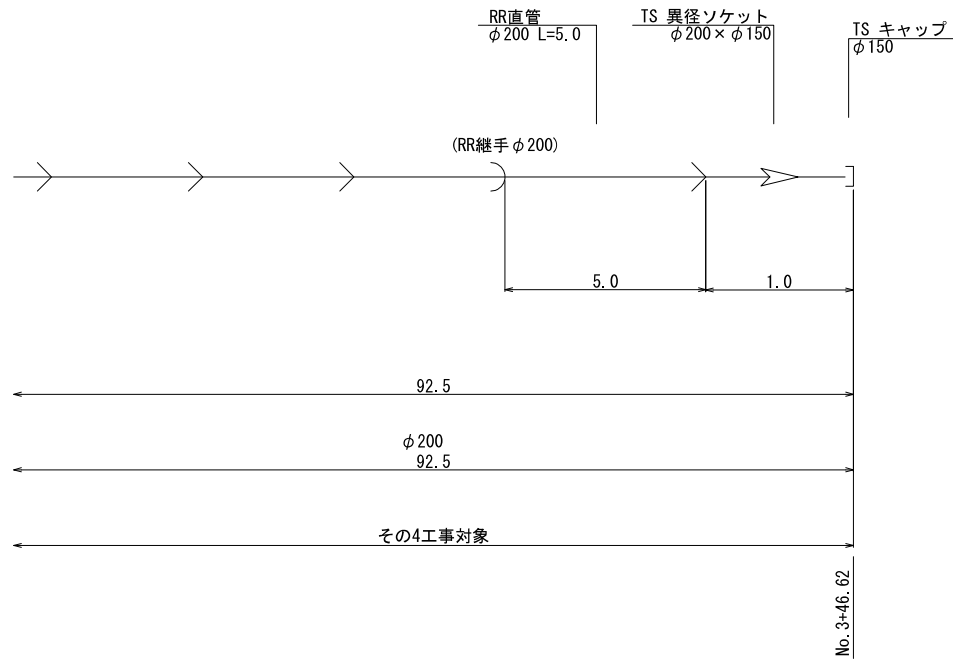 RR直管
φ200 L=5.0
TS 異径ソケット
φ200×φ150
TS キャップ
φ150
(RR継手φ200)
5.0
1.0
92.5
φ200
92.5
その4工事対象
No.3+46.62